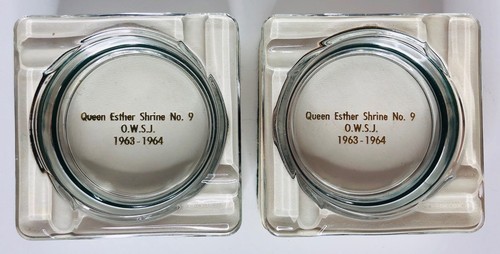 Queen Esther Shrine No. 9
O.W.S.J.
1963-1964
Queen Esther Shrine No. 9
O.W.S.J.
1963-1964